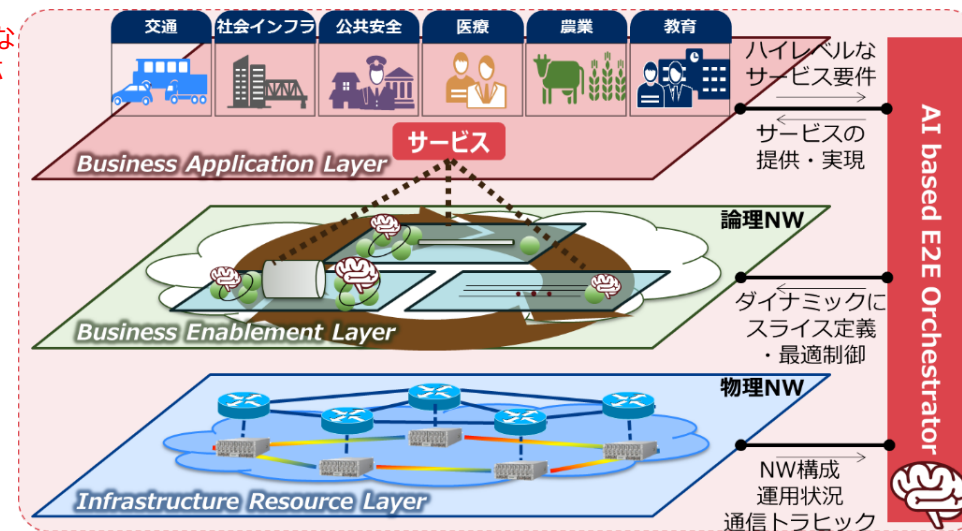 な
交通
社会インフラ
公共安全
医療
農業
教育
ハイレベルな
サービス要件
サービスの
提供・実現
サービス
Business Application Layer
論理NW
Business Enablement Layer
ダイナミックに
スライス定義
・最適制御
物理NW
Infrastructure Resource Layer
NW構成
運用状況
通信トラヒック
AI based E2E Orchestrator